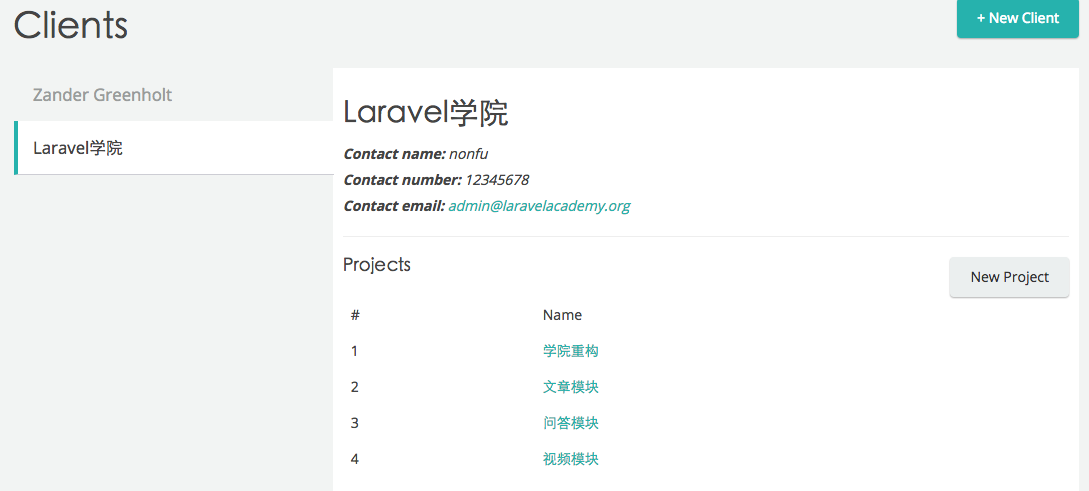 Clients
+ New Client
Zander Greenholt
Laravel学院
Laravel学院
Contact name: nonfu
Contact number: 12345678
Contact email: admin@laravelacademy.org
Projects
New Project
# Name
1 学院重构
2 文章模块
3 问答模块
4 视频模块